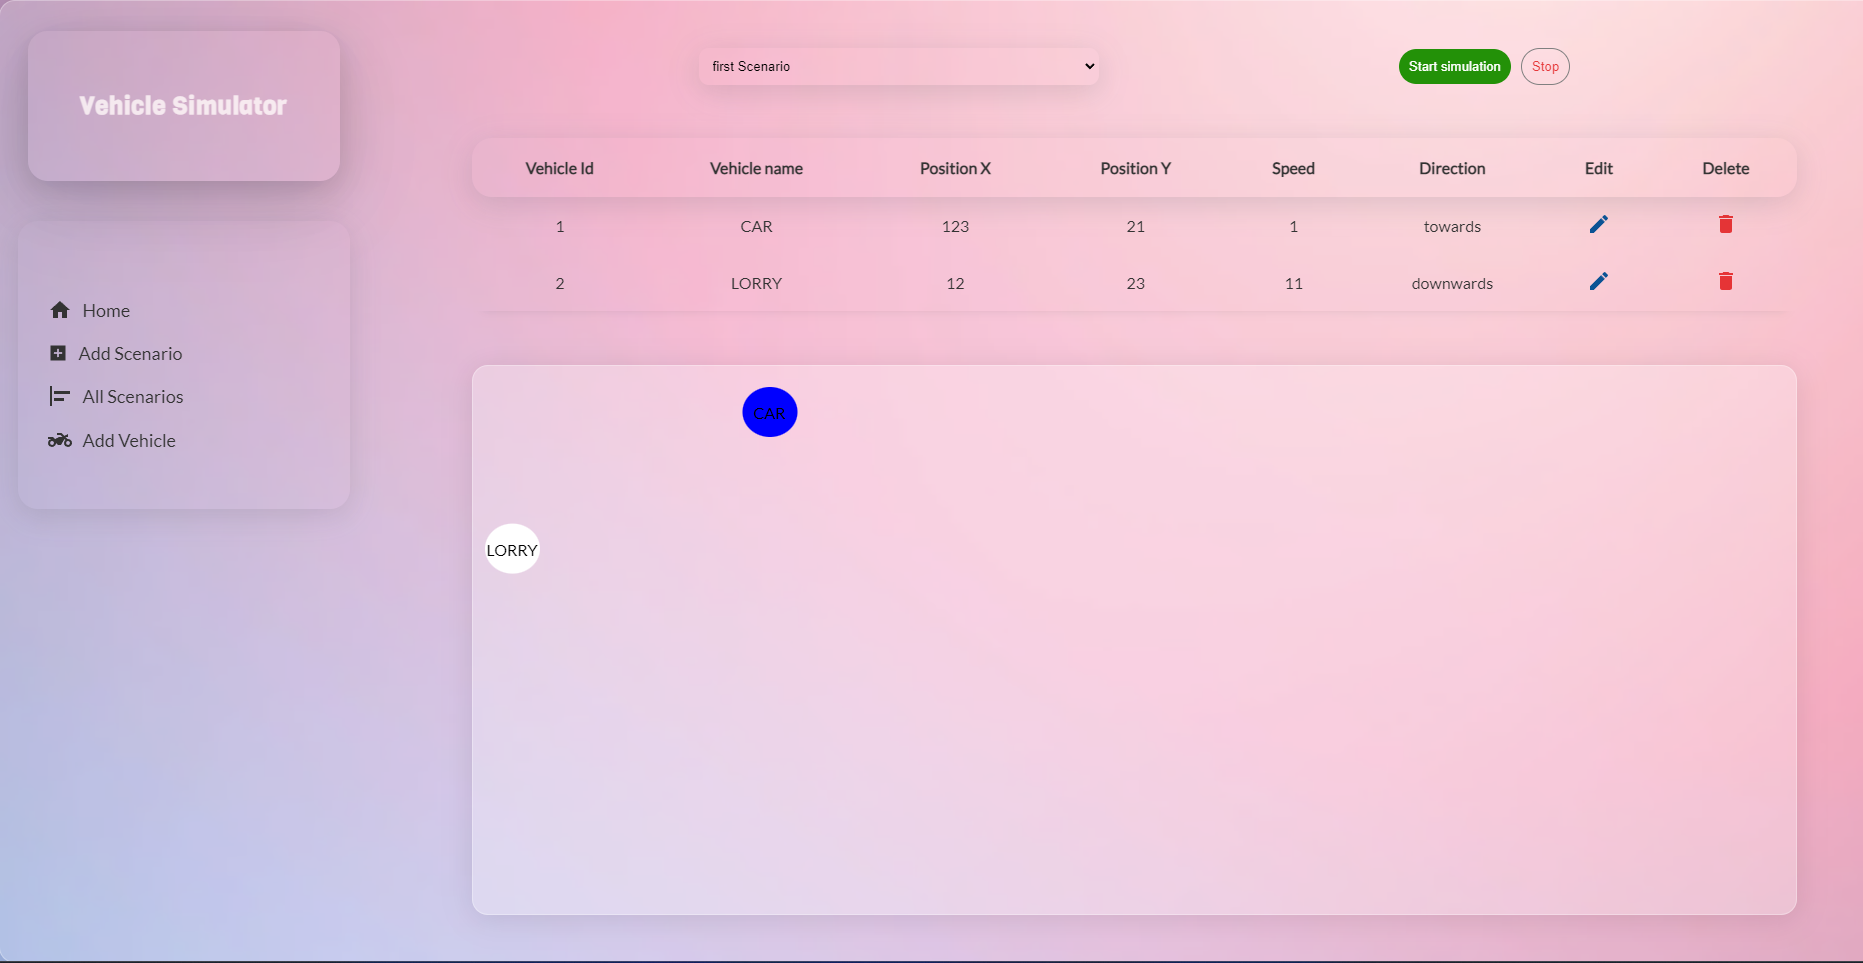 Vehicle Simulator
Home
Add Scenario
All Scenarios
Add Vehicle
first Scenario
Start simulation
Stop
Vehicle Id Vehicle name Position X Position Y Speed Direction Edit Delete
1 CAR 123 21 1 towards
2 LORRY 12 23 11 downwards
CAR
LORRY